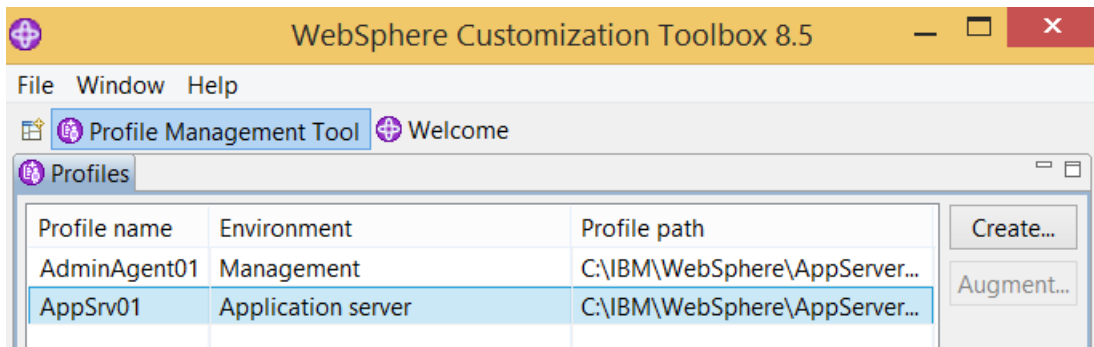 WebSphere Customization Toolbox 8.5
File Window Help
Profile Management Tool Welcome
Profiles
Profile name Environment Profile path Create...
AdminAgent01 Management C:\IBM\WebSphere\AppServer...
Augment...
AppSrv01 Application server C:\IBM\WebSphere\AppServer...